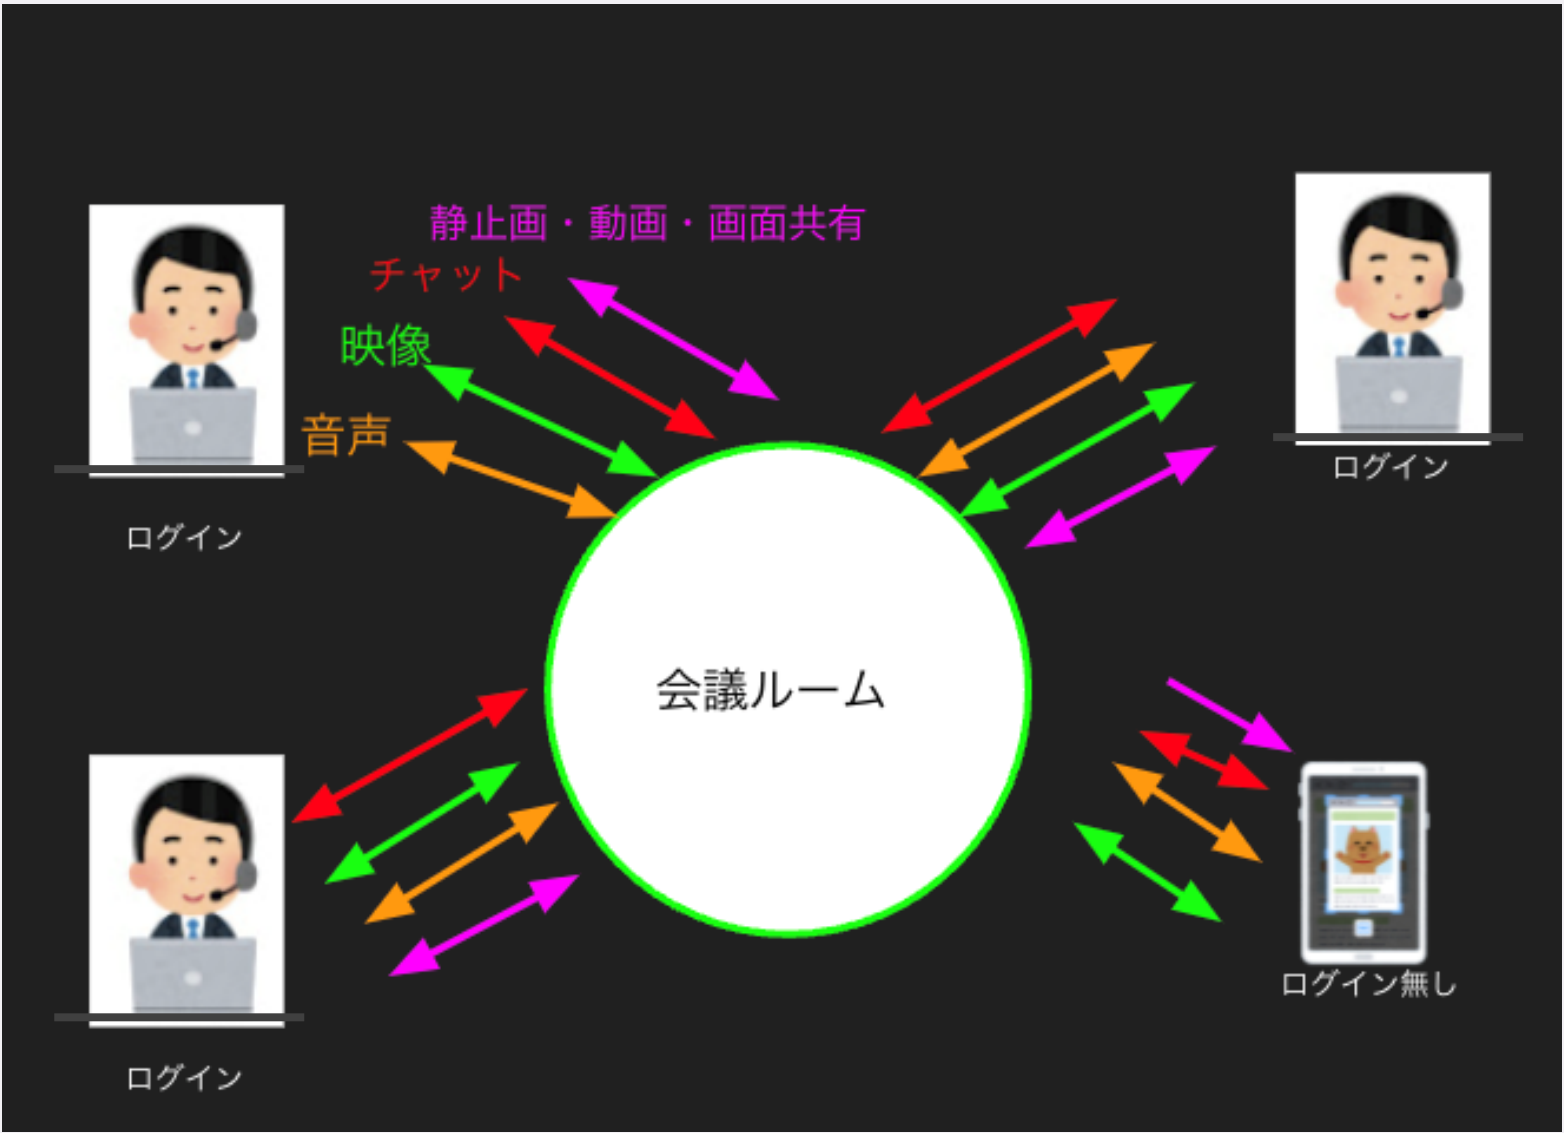 静止画・動画・画面共有
チャット
映像
音声
ログイン
ログイン
会議ルーム
ログイン無し
ログイン